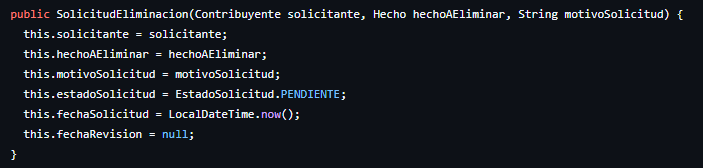 public SolicitudEliminacion(Contribuyente solicitante, Hecho hechoAEliminar, String motivoSolicitud) {
  this.solicitante = solicitante;
  this.hechoAEliminar = hechoAEliminar;
  this.motivoSolicitud = motivoSolicitud;
  this.estadoSolicitud = EstadoSolicitud.PENDIENTE;
  this.fechaSolicitud = LocalDateTime.now();
  this.fechaRevision = null;
}